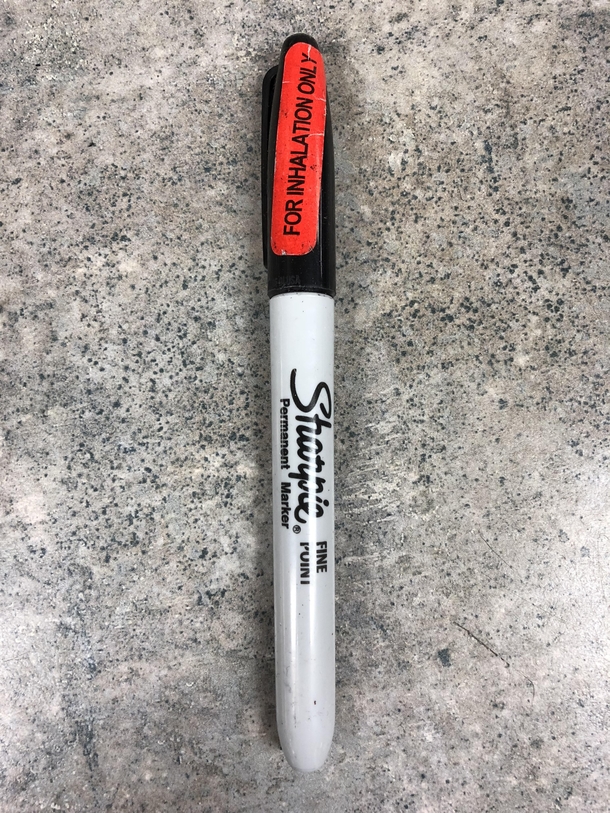 FOR INHALATION ONLY
Sharpie®
Permanent Marker
FINE
POINT